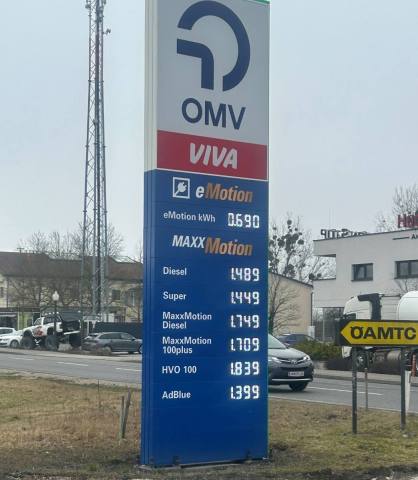 OMV
VIVA
eMotion
eMotion kWh 0.690
MAXXMotion
Diesel 1.489
Super 1.449
MaxxMotion
Diesel 1.749
MaxxMotion
100plus 1.709
HVO 100 1.839
AdBlue 1.399
ÖAMTC